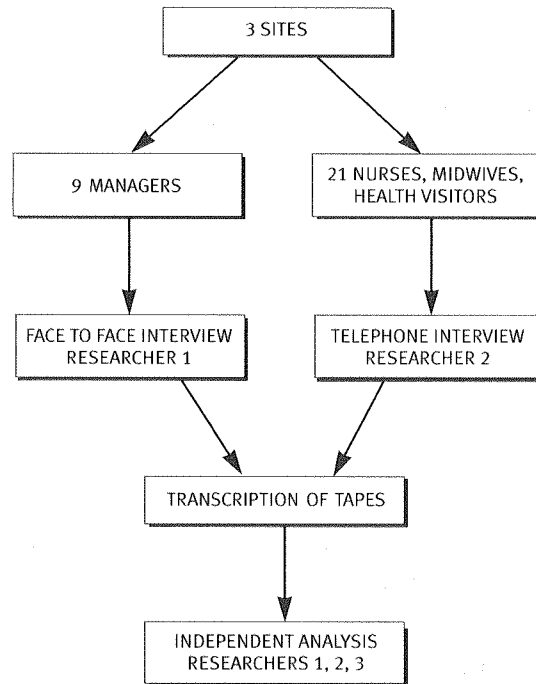 3 SITES
9 MANAGERS
21 NURSES, MIDWIVES,
HEALTH VISITORS
FACE TO FACE INTERVIEW
RESEARCHER 1
TELEPHONE INTERVIEW
RESEARCHER 2
TRANSCRIPTION OF TAPES
INDEPENDENT ANALYSIS
RESEARCHERS 1, 2, 3